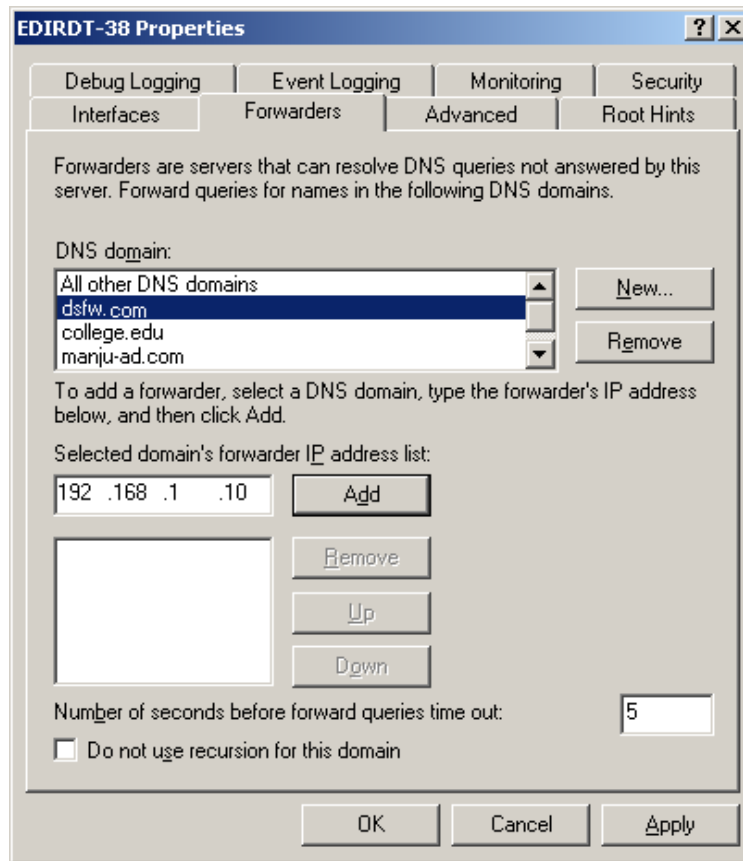 EDIRDT-38 Properties
Debug Logging Event Logging Monitoring Security
Interfaces Forwarders Advanced Root Hints
Forwarders are servers that can resolve DNS queries not answered by this
server. Forward queries for names in the following DNS domains.
DNS domain:
All other DNS domains
New...
dsfw.com
college.edu
Remove
manju-ad.com
To add a forwarder, select a DNS domain, type the forwarder's IP address
below, and then click Add.
Selected domain's forwarder IP address list:
192 .168 .1 .10 Add
Remove
Up
Down
Number of seconds before forward queries time out: 5
Do not use recursion for this domain
OK Cancel Apply